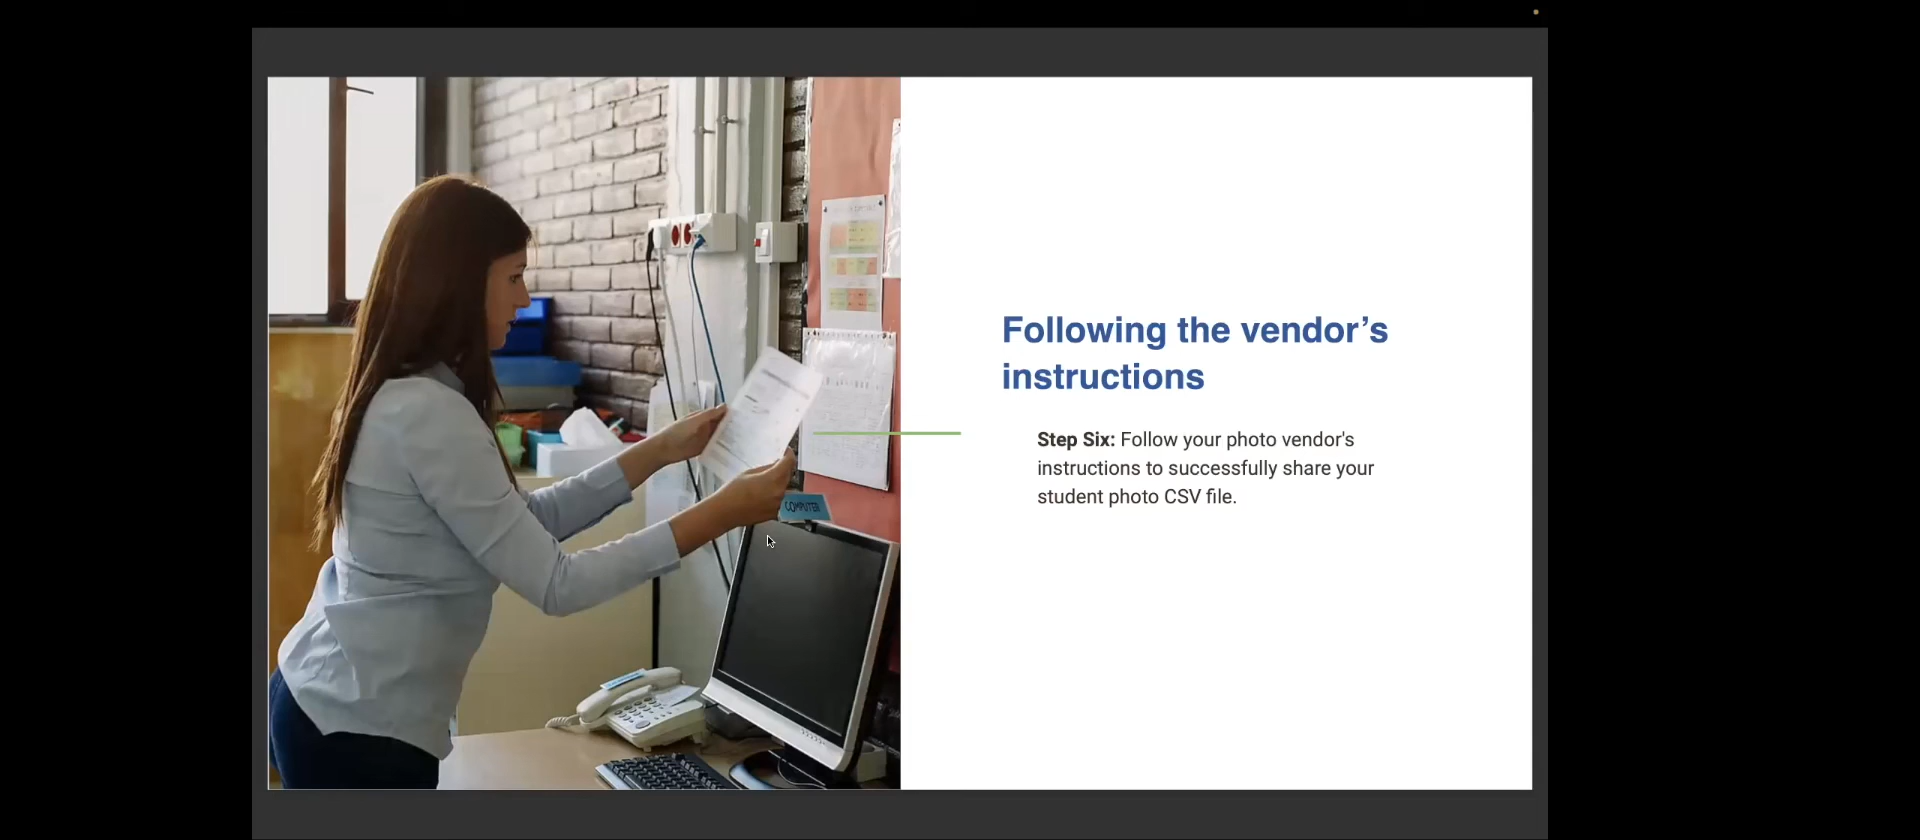 Following the vendor’s
instructions
Step Six: Follow your photo vendor's
instructions to successfully share your
student photo CSV file.
COMPUTER